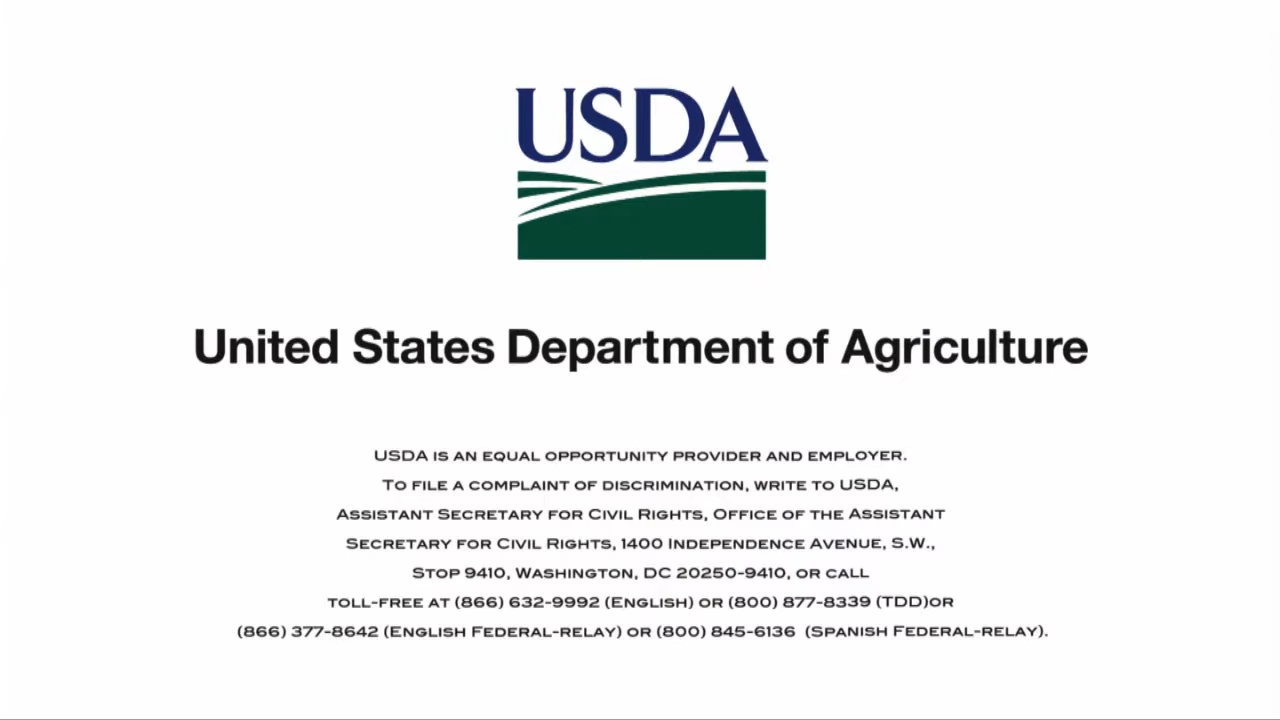 USDA
United States Department of Agriculture
USDA is an equal opportunity provider and employer.
To file a complaint of discrimination, write to USDA,
Assistant Secretary for Civil Rights, Office of the Assistant
Secretary for Civil Rights, 1400 Independence Avenue, S.W.,
Stop 9410, Washington, DC 20250-9410, or call
toll-free at (866) 632-9992 (English) or (800) 877-8339 (TDD)or
(866) 377-8642 (English Federal-relay) or (800) 845-6136  (Spanish Federal-relay).